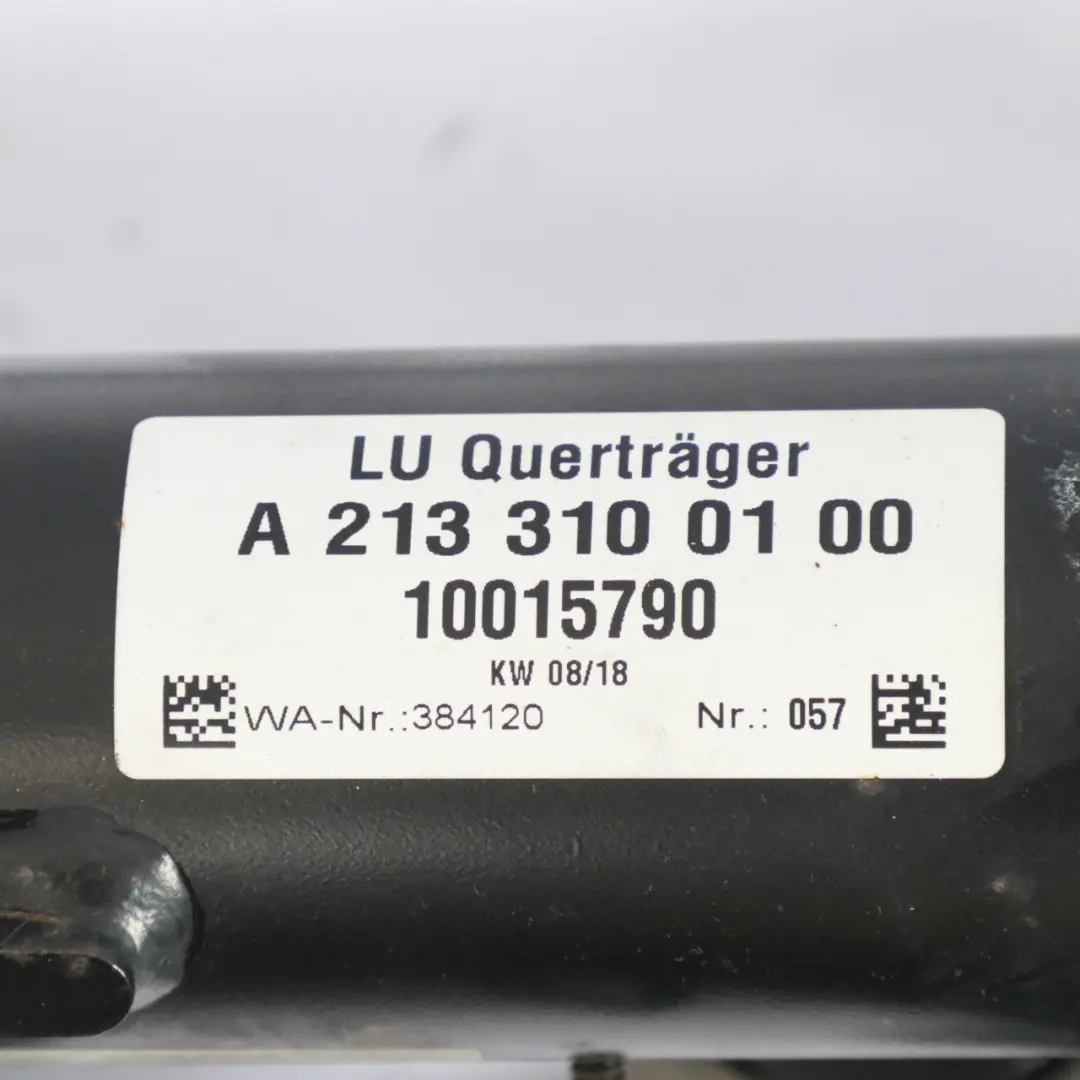 LU Querträger
A 213 310 01 00
10015790
KW 08/18
WA-Nr.:384120 Nr.: 057